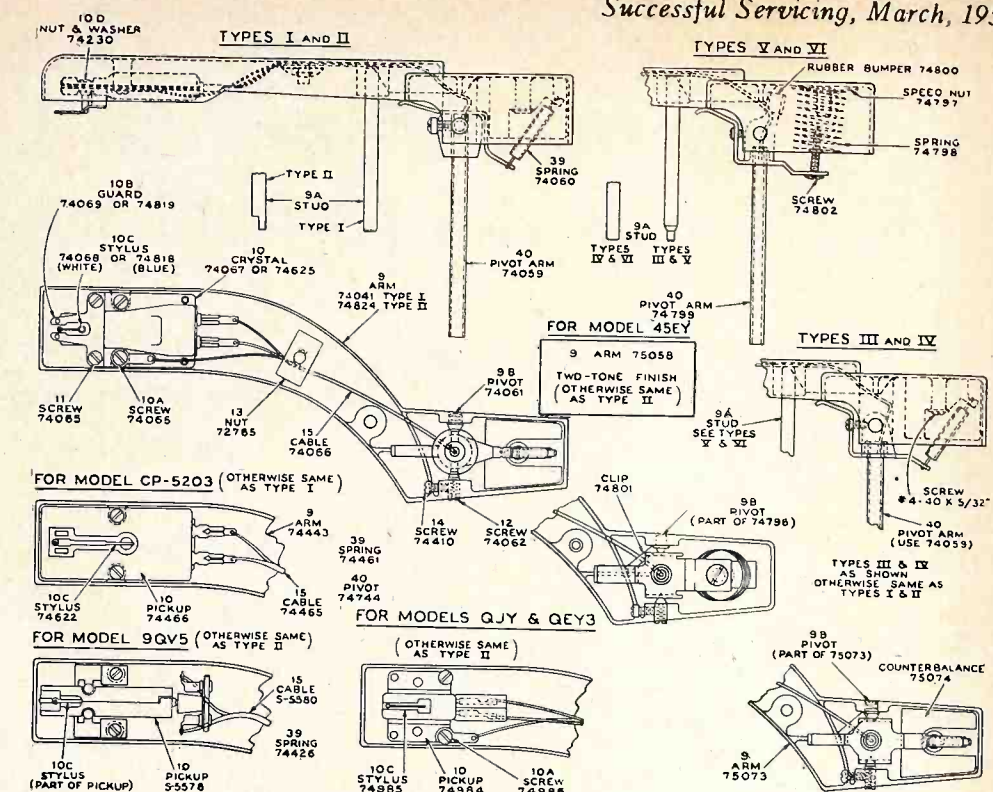 Successful Servicing, March, 195
10 D
NUT & WASHER
74230
TYPES I AND II
TYPES V AND VI
RUBBER BUMPER 74800
SPEED NUT
74797
SPRING
74798
SCREW
74802
TYPE II
9A
STUD
TYPE I
39
SPRING
74060
9A
STUD
TYPES
IV & VI
TYPES
III & V
10B
GUARD
74069 OR 74819
10C
STYLUS
74068 OR 74818
(WHITE) (BLUE)
10
CRYSTAL
74067 OR 74625
9
ARM
74041 TYPE I
74824 TYPE II
40
PIVOT ARM
74059
40
PIVOT ARM
74799
FOR MODEL 45EY
9 ARM 75058
TWO-TONE FINISH
(OTHERWISE SAME
AS TYPE II)
TYPES III AND IV
9B
PIVOT
74061
9A
STUD
SEE TYPES
V & VI
11
SCREW
74065
10A
SCREW
74065
13
NUT
72765
15
CABLE
74066
SCREW
#4-40 X 5/32"
40
PIVOT ARM
(USE 74059)
TYPES III & IV
AS SHOWN
OTHERWISE SAME AS
TYPES I & II
CLIP
74801
9B
PIVOT
(PART OF 74796)
14
SCREW
74410
12
SCREW
74062
FOR MODEL CP-5203 (OTHERWISE SAME
AS TYPE I)
9
ARM
74443
39
SPRING
74461
40
PIVOT
74744
15
CABLE
74465
10C
STYLUS
74622
10
PICKUP
74466
FOR MODEL 9QV5 (OTHERWISE SAME
AS TYPE II)
15
CABLE
S-5580
39
SPRING
74426
10C
STYLUS
(PART OF PICKUP)
10
PICKUP
S-5578
FOR MODELS QJY & QEY3
(OTHERWISE SAME
AS TYPE II)
10C
STYLUS
74985
10
PICKUP
74984
10A
SCREW
74986
9B
PIVOT
(PART OF 75073)
COUNTERBALANCE
75074
9
ARM
75073